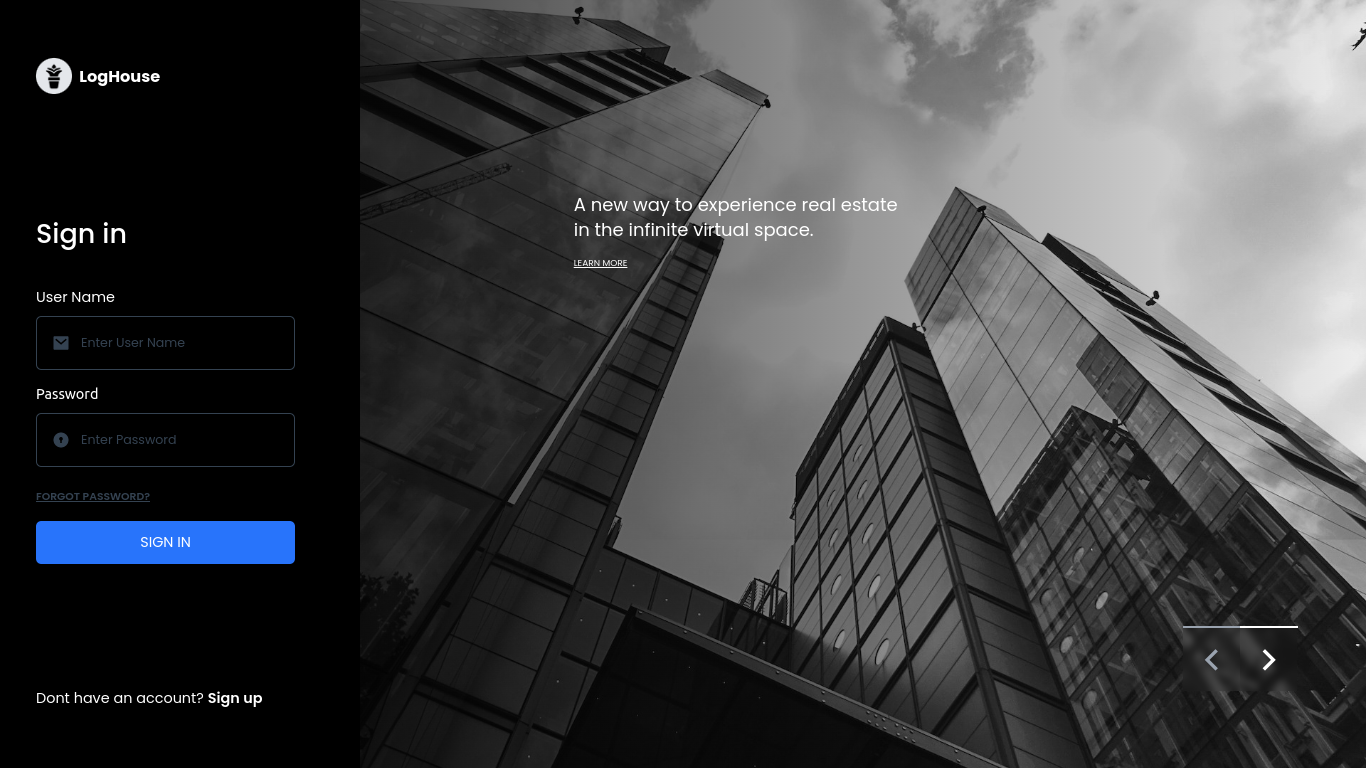 LogHouse
Sign in
User Name
Enter User Name
Password
Enter Password
FORGOT PASSWORD?
SIGN IN
Dont have an account? Sign up
A new way to experience real estate
in the infinite virtual space.
LEARN MORE